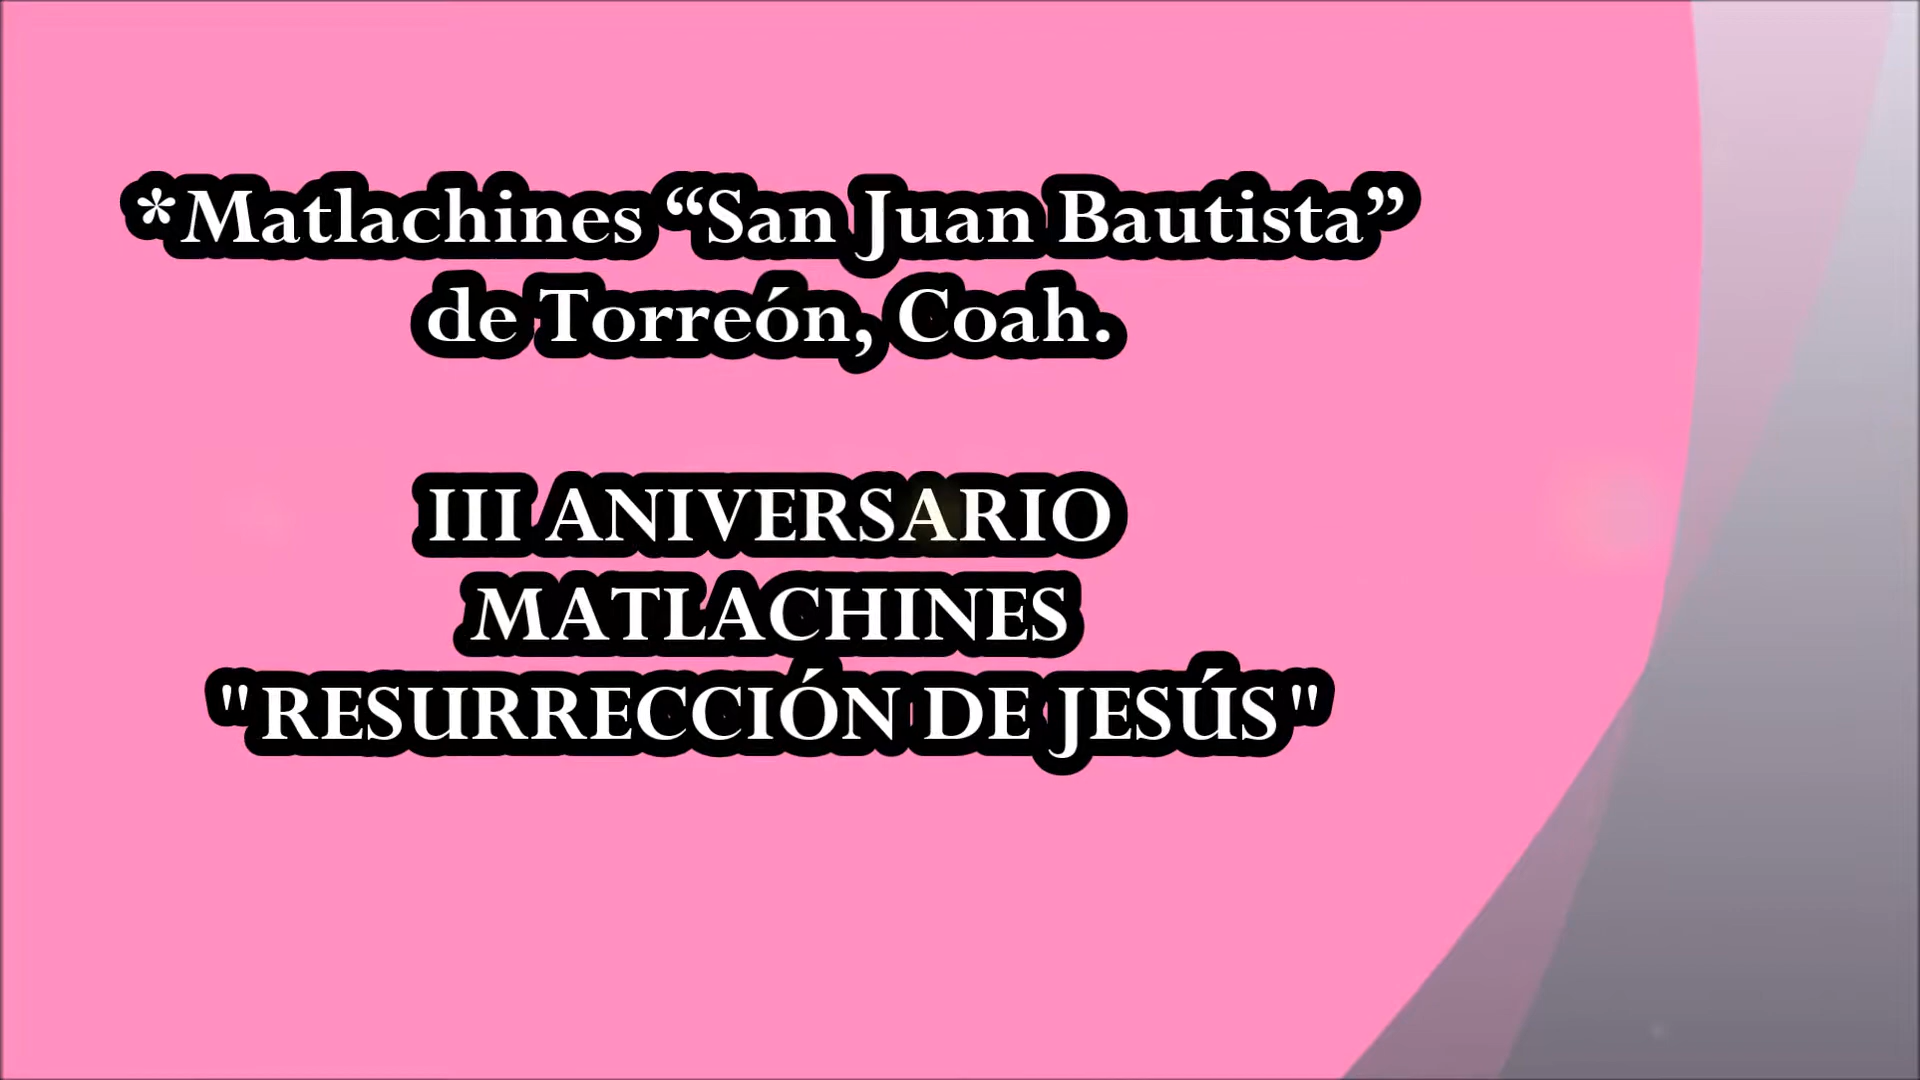 *Matlachines “San Juan Bautista”
de Torreón, Coah.
III ANIVERSARIO
MATLACHINES
"RESURRECCIÓN DE JESÚS"